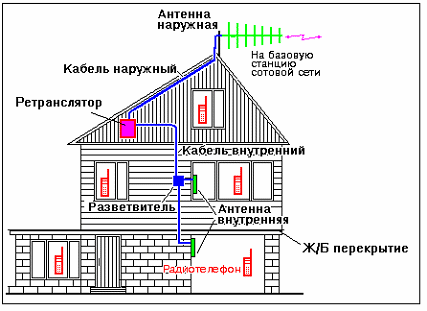 Антенна
наружная
На базовую
станцию
сотовой сети
Кабель наружный
Ретранслятор
Кабель внутренний
Разветвитель
Антенна
внутренняя
Ж/Б перекрытие
Радиотелефон